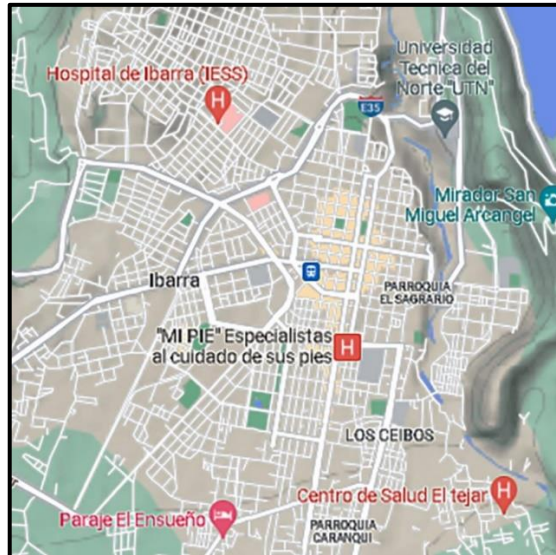 Universidad
Tecnica del
Norte "UTN"
Hospital de Ibarra (IESS)
H
E35
Mirador San
Miguel Arcangel
Ibarra
PARROQUIA
EL SAGRARIO
"MI PIE" Especialistas
al cuidado de sus pies
H
LOS CEIBOS
Centro de Salud El tejar
H
Paraje El Ensueño
PARROQUIA
CARANQUI